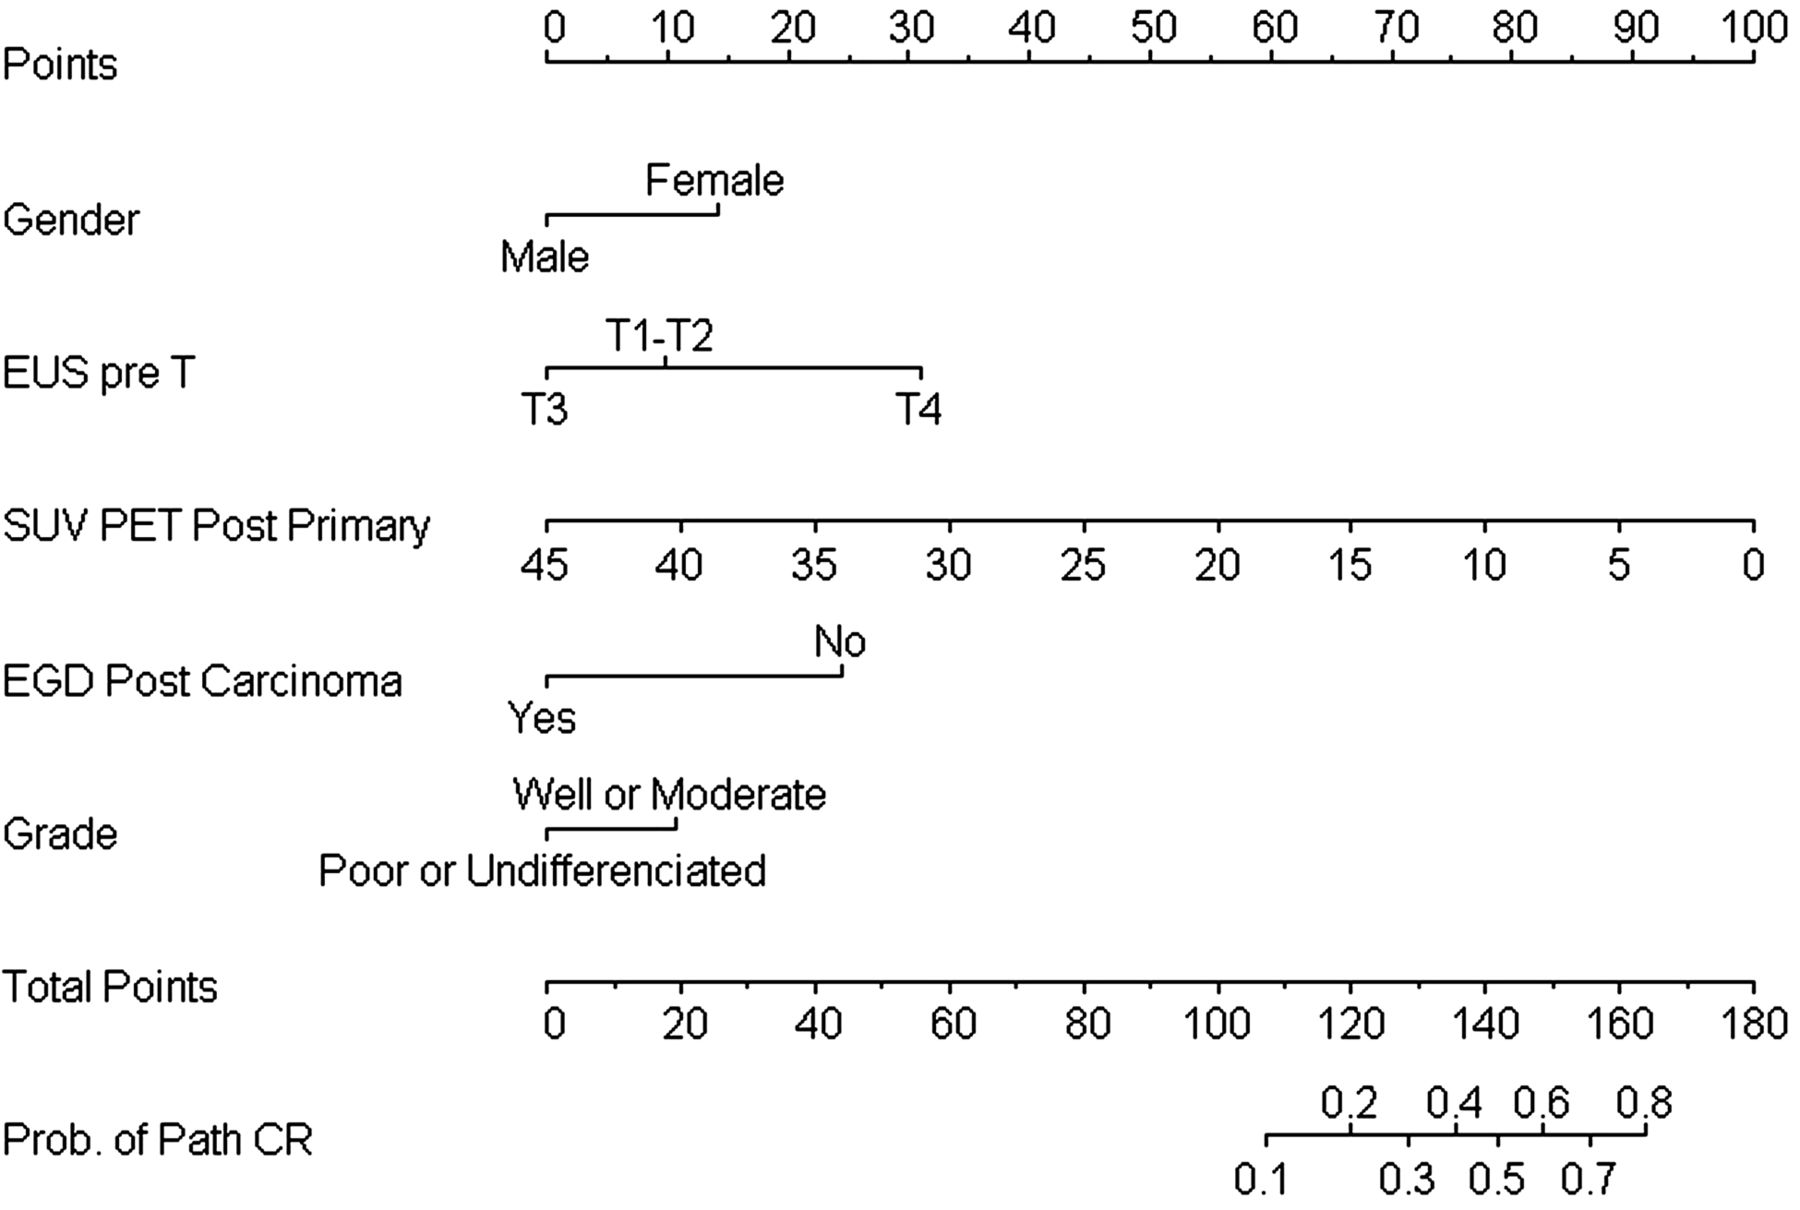 0 10 20 30 40 50 60 70 80 90 100
Points
Female
Gender
Male
T1-T2
EUS pre T
T3 T4
SUV PET Post Primary
45 40 35 30 25 20 15 10 5 0
No
EGD Post Carcinoma
Yes
Well or Moderate
Grade
Poor or Undifferenciated
Total Points
0 20 40 60 80 100 120 140 160 180
0.2 0.4 0.6 0.8
Prob. of Path CR
0.1 0.3 0.5 0.7